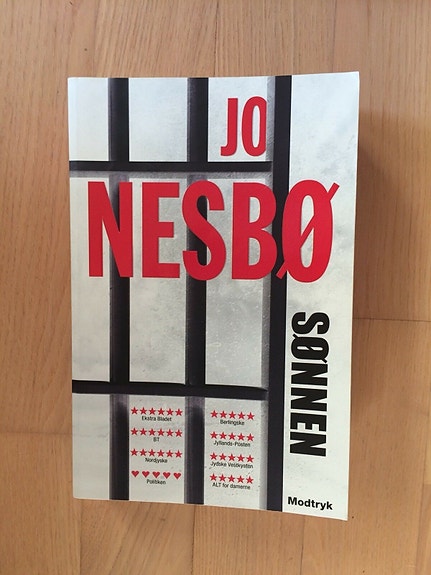 JO
NESBØ
SØNNEN
★★★★★★
Ekstra Bladet
★★★★★★
BT
★★★★★★
Nordjyske
♥♥♥♥♥
Politiken
★★★★★
Berlingske
★★★★★
Jyllands-Posten
★★★★★
Jydske Vestkysten
★★★★★
ALT for damerne
Modtryk